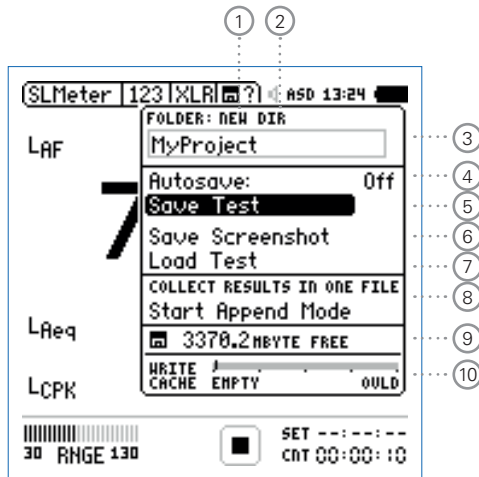 1 2
SLMeter 123 XLR ? ASD 13:24
FOLDER: NEW DIR
MyProject
3
LAF
Autosave: Off
4
Save Test
5
Save Screenshot
6
Load Test
7
COLLECT RESULTS IN ONE FILE
Start Append Mode
8
LAeq
3370.2 MBYTE FREE
9
WRITE CACHE EMPTY OVLD
10
LCPK
30 RNGE 130
SET --:--:--
CNT 00:00:10